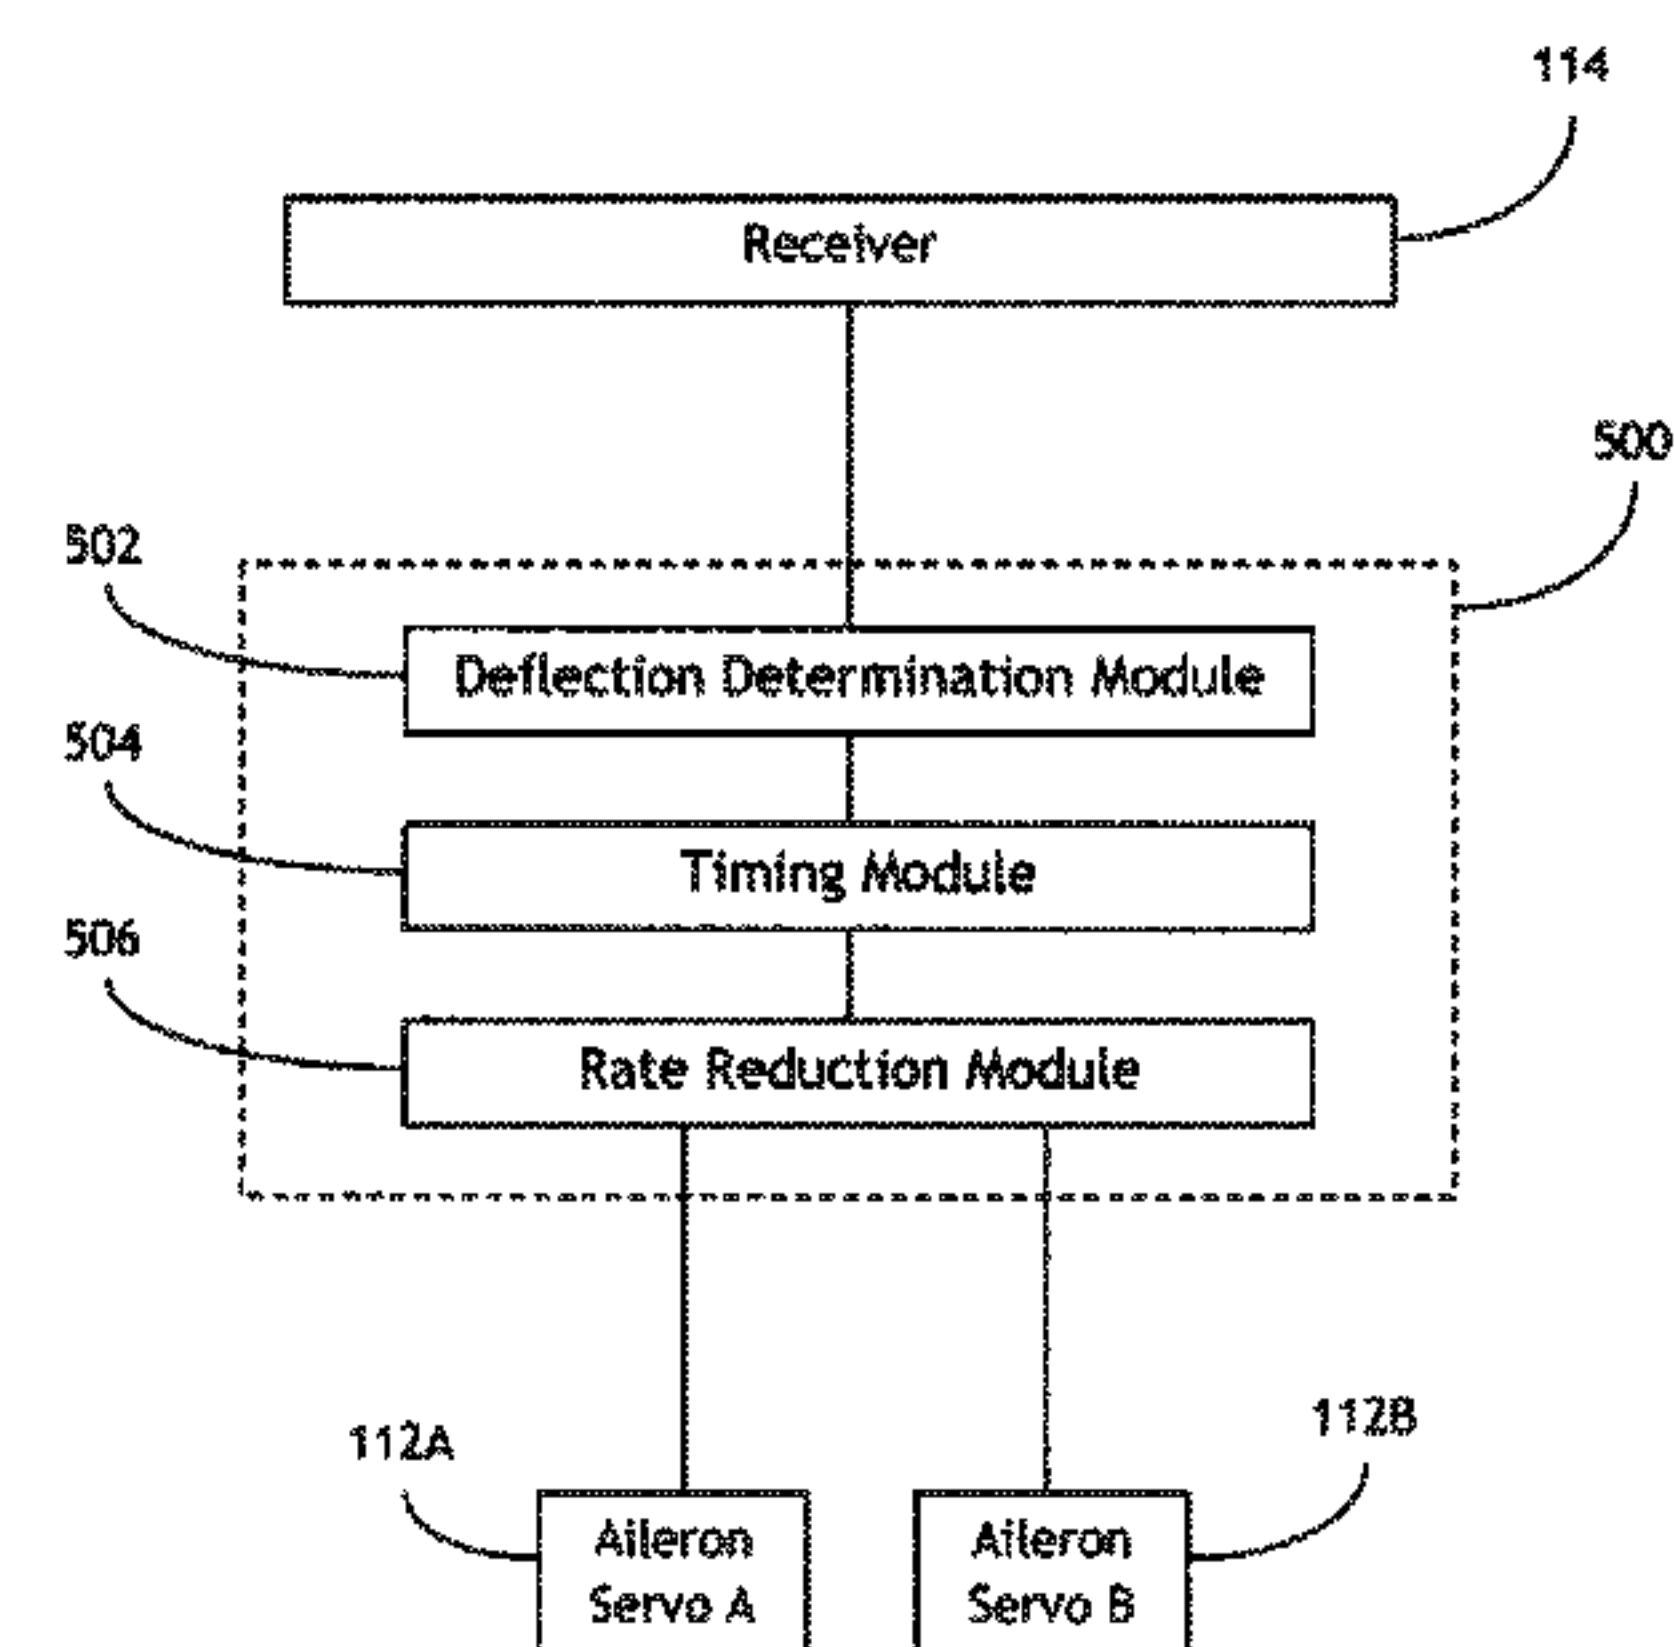 114
Receiver
500
502
Deflection Determination Module
504
Timing Module
506
Rate Reduction Module
112A
112B
Aileron
Servo A
Aileron
Servo B